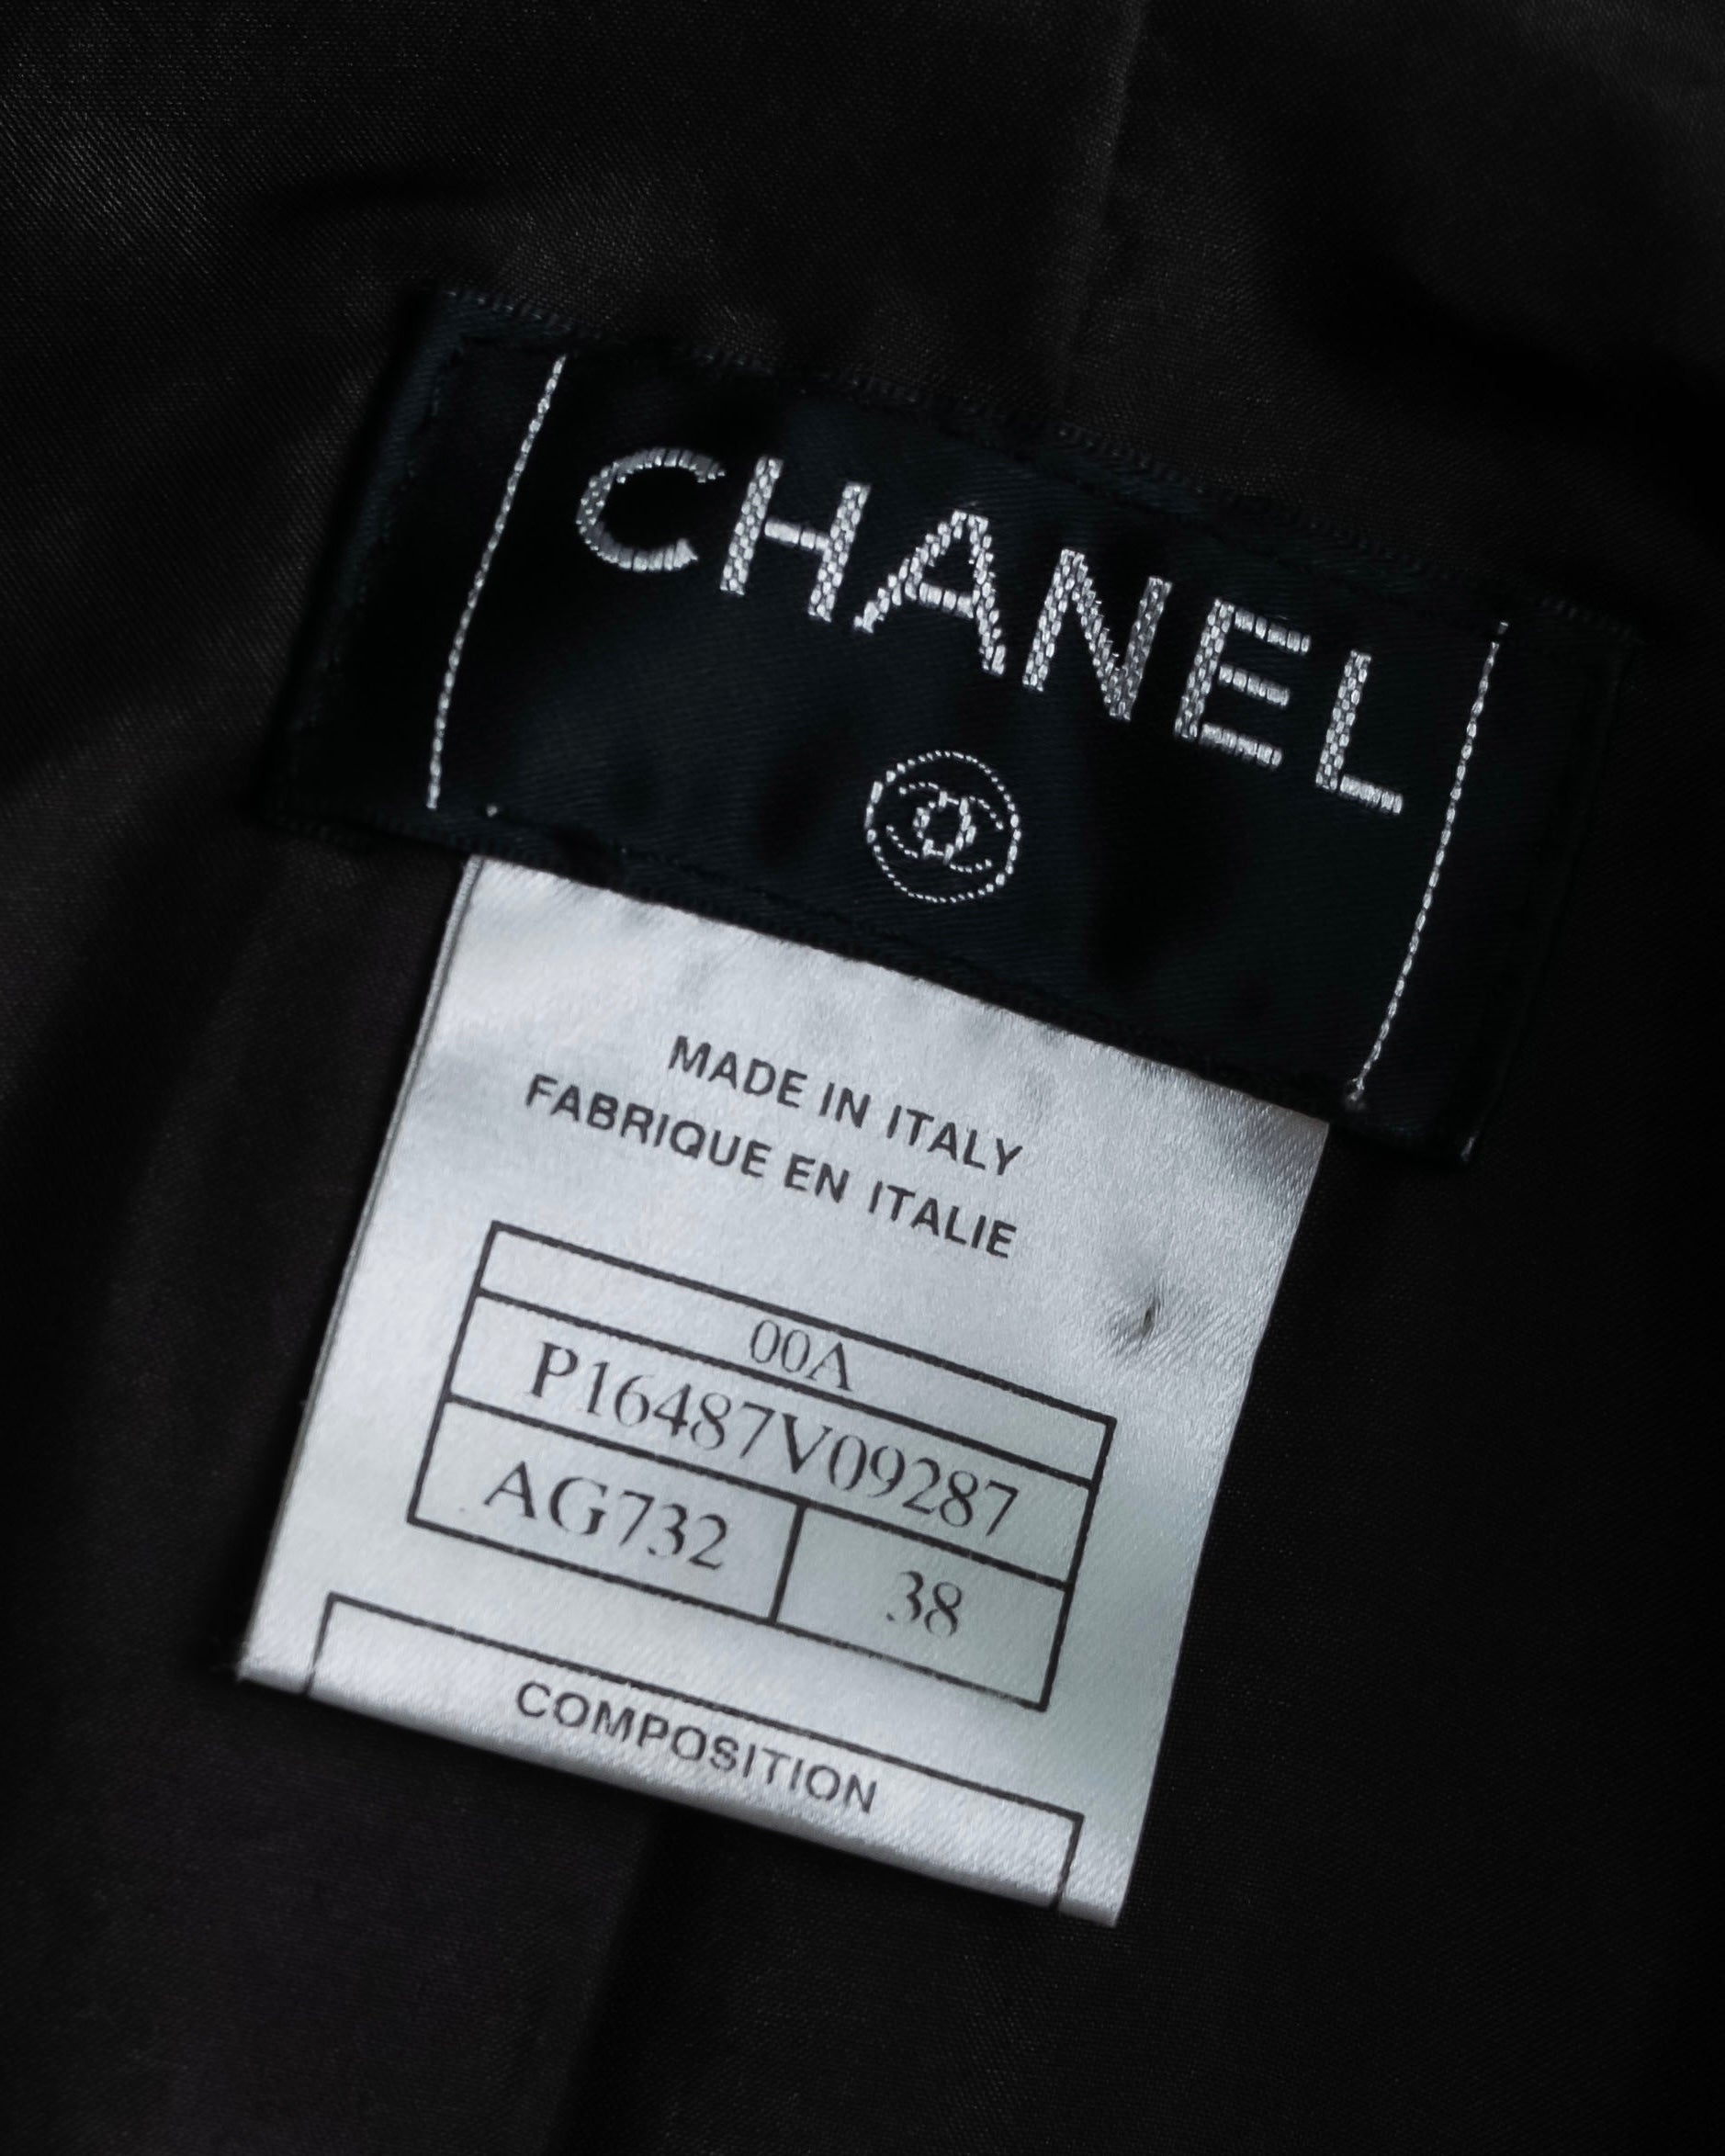 CHANEL
MADE IN ITALY
FABRIQUE EN ITALIE
00A
P16487V09287
AG732 38
COMPOSITION